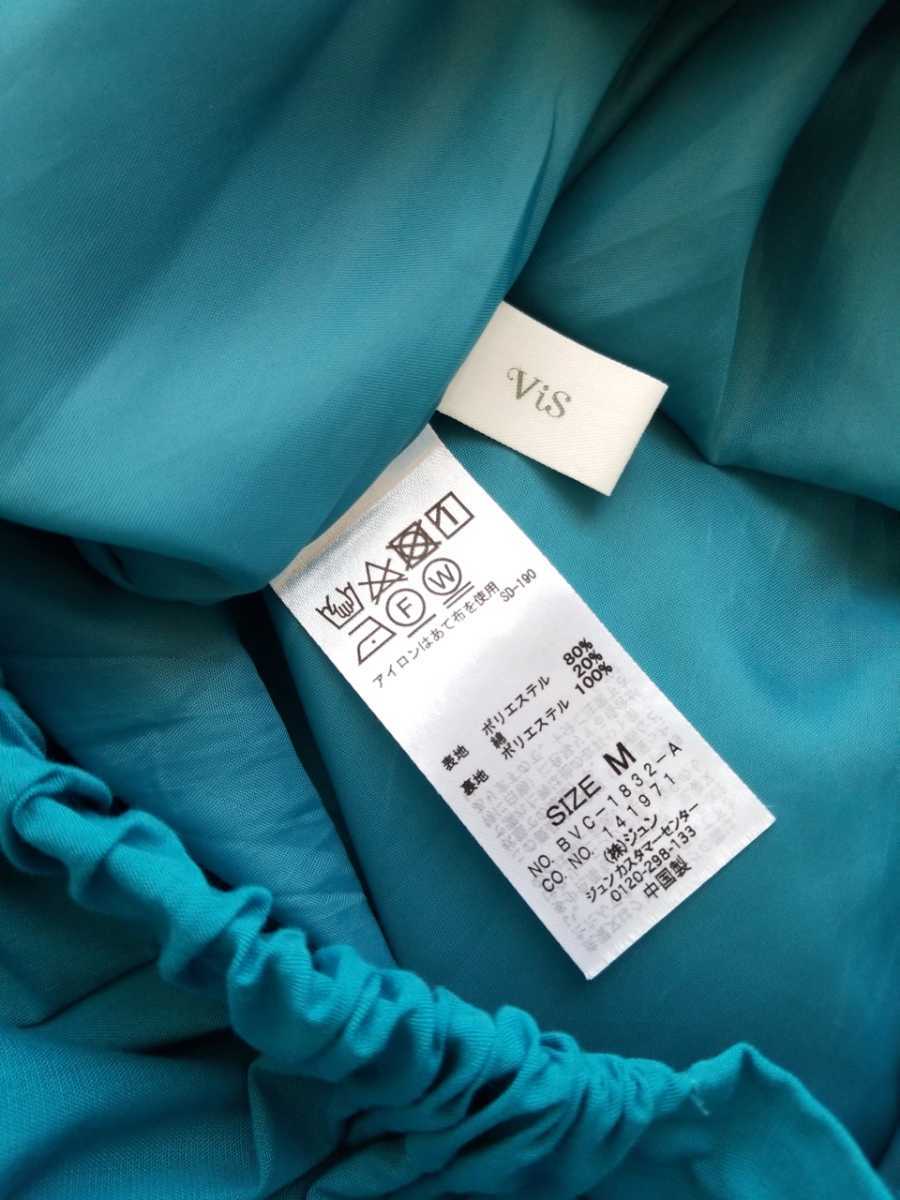 ViS
F W
アイロンはあて布を使用
SD-190
表地 ポリエステル 80%
綿 20%
裏地 ポリエステル 100%
SIZE M
NO. BVC-1832-A
CO. NO. 141971
(株)ジュン
ジュン カスタマーセンター
0120-298-133
中国製